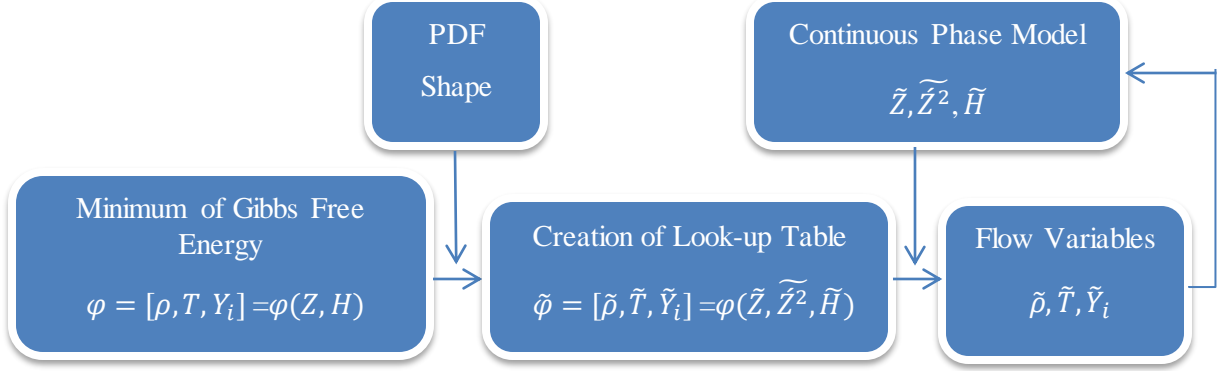 PDF
Shape
Continuous Phase Model
Z̃, Z̃́², H̃
Minimum of Gibbs Free
Energy
φ = [ρ, T, Yᵢ] =φ(Z, H)
Creation of Look-up Table
φ̃ = [ρ̃, T̃, Ỹᵢ] =φ(Z̃, Z̃́², H̃)
Flow Variables
ρ̃, T̃, Ỹᵢ